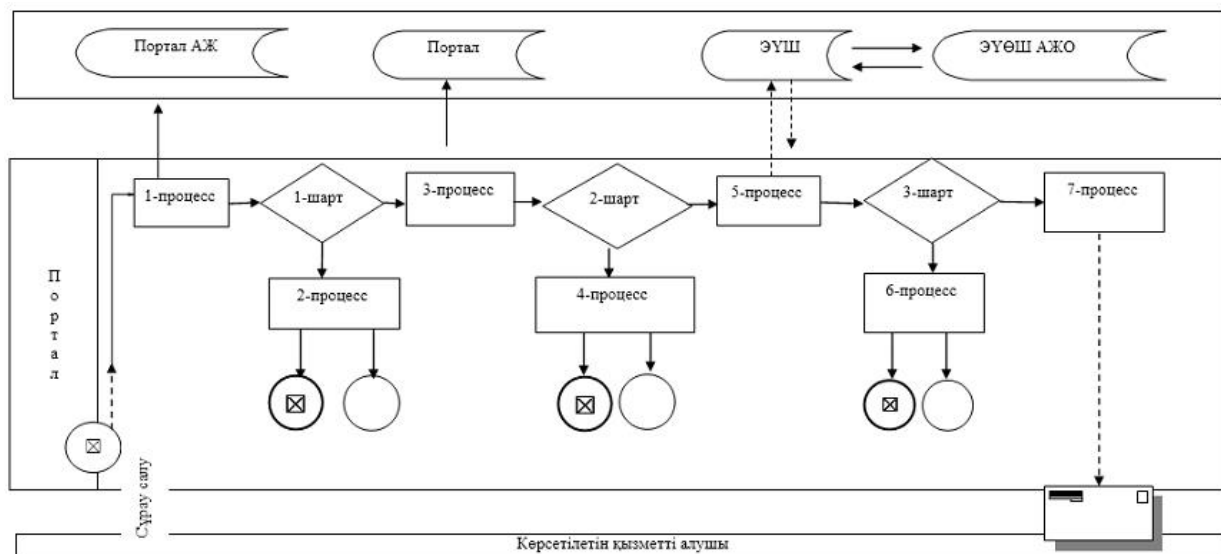 Портал АЖ
Портал
ЭҮШ
ЭҮӨШ АЖО
Портал
1-процесс
1-шарт
3-процесс
2-шарт
5-процесс
3-шарт
7-процесс
2-процесс
4-процесс
6-процесс
Сұрау салу
Көрсетілетін қызметті алушы